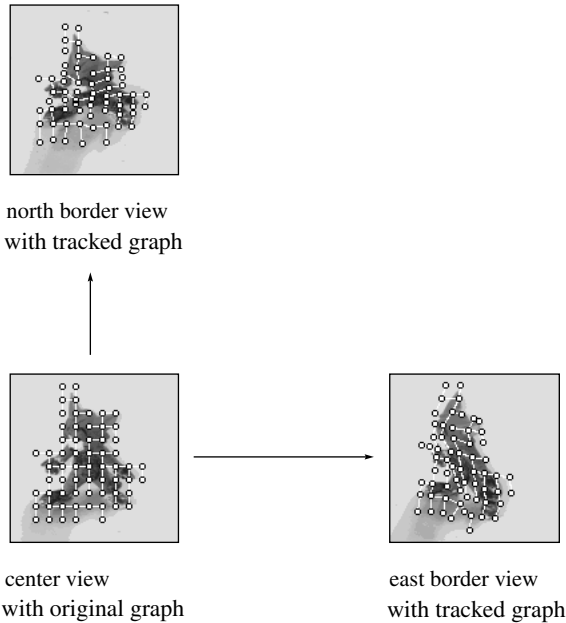 north border view
with tracked graph
center view
with original graph
east border view
with tracked graph